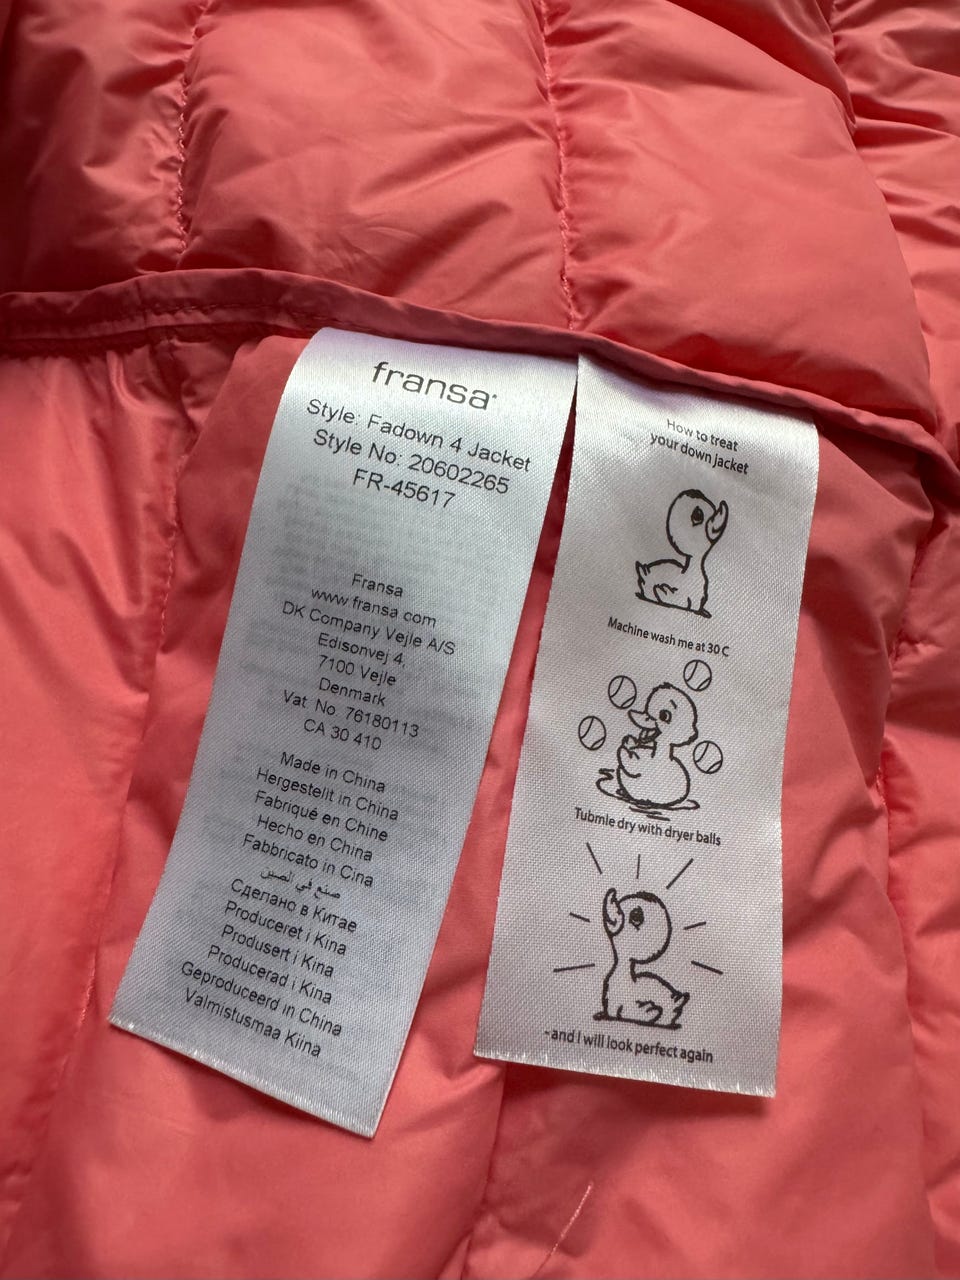 fransa
Style: Fadown 4 Jacket
Style No: 20602265
FR-45617
Fransa
www.fransa.com
DK Company Vejle A/S
Edisonvej 4,
7100 Vejle
Denmark
Vat No. 76180113
CA 30 410
Made in China
Hergestellt in China
Fabriqué en Chine
Hecho en China
Fabbricato in Cina
صنع في الصين
Сделано в Китае
Produceret i Kina
Produsert i Kina
Producerad i Kina
Geproduceerd in China
Valmistusmaa Kiina
How to treat
your down jacket
Machine wash me at 30 C
Tubmle dry with dryer balls
-and I will look perfect again